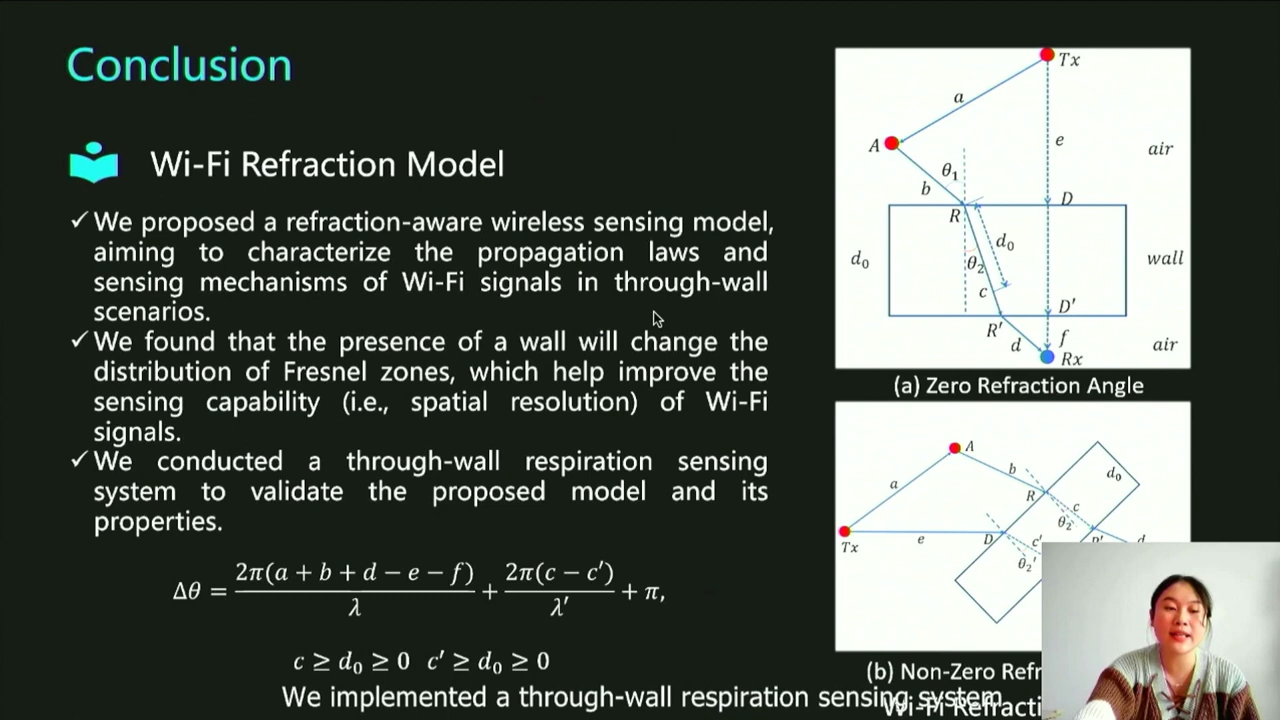 Conclusion
Wi-Fi Refraction Model
✓ We proposed a refraction-aware wireless sensing model,
aiming to characterize the propagation laws and
sensing mechanisms of Wi-Fi signals in through-wall
scenarios.
✓ We found that the presence of a wall will change the
distribution of Fresnel zones, which help improve the
sensing capability (i.e., spatial resolution) of Wi-Fi
signals.
✓ We conducted a through-wall respiration sensing
system to validate the proposed model and its
properties.
Δθ = 2π(a + b + d − e − f)/λ + 2π(c − c′)/λ′ + π,
c ≥ d₀ ≥ 0 c′ ≥ d₀ ≥ 0
We implemented a through-wall respiration sensing system
Tx
a
A
e
air
θ₁
b
D
R
d₀
d₀
wall
θ₂
c
D′
R′
f
d
air
Rx
(a) Zero Refraction Angle
A
b
d₀
a
R
c
θ₂
Tx
e
D
c′
R′
d
θ₂′
(b) Non-Zero Refr
Wi-Fi Refracti